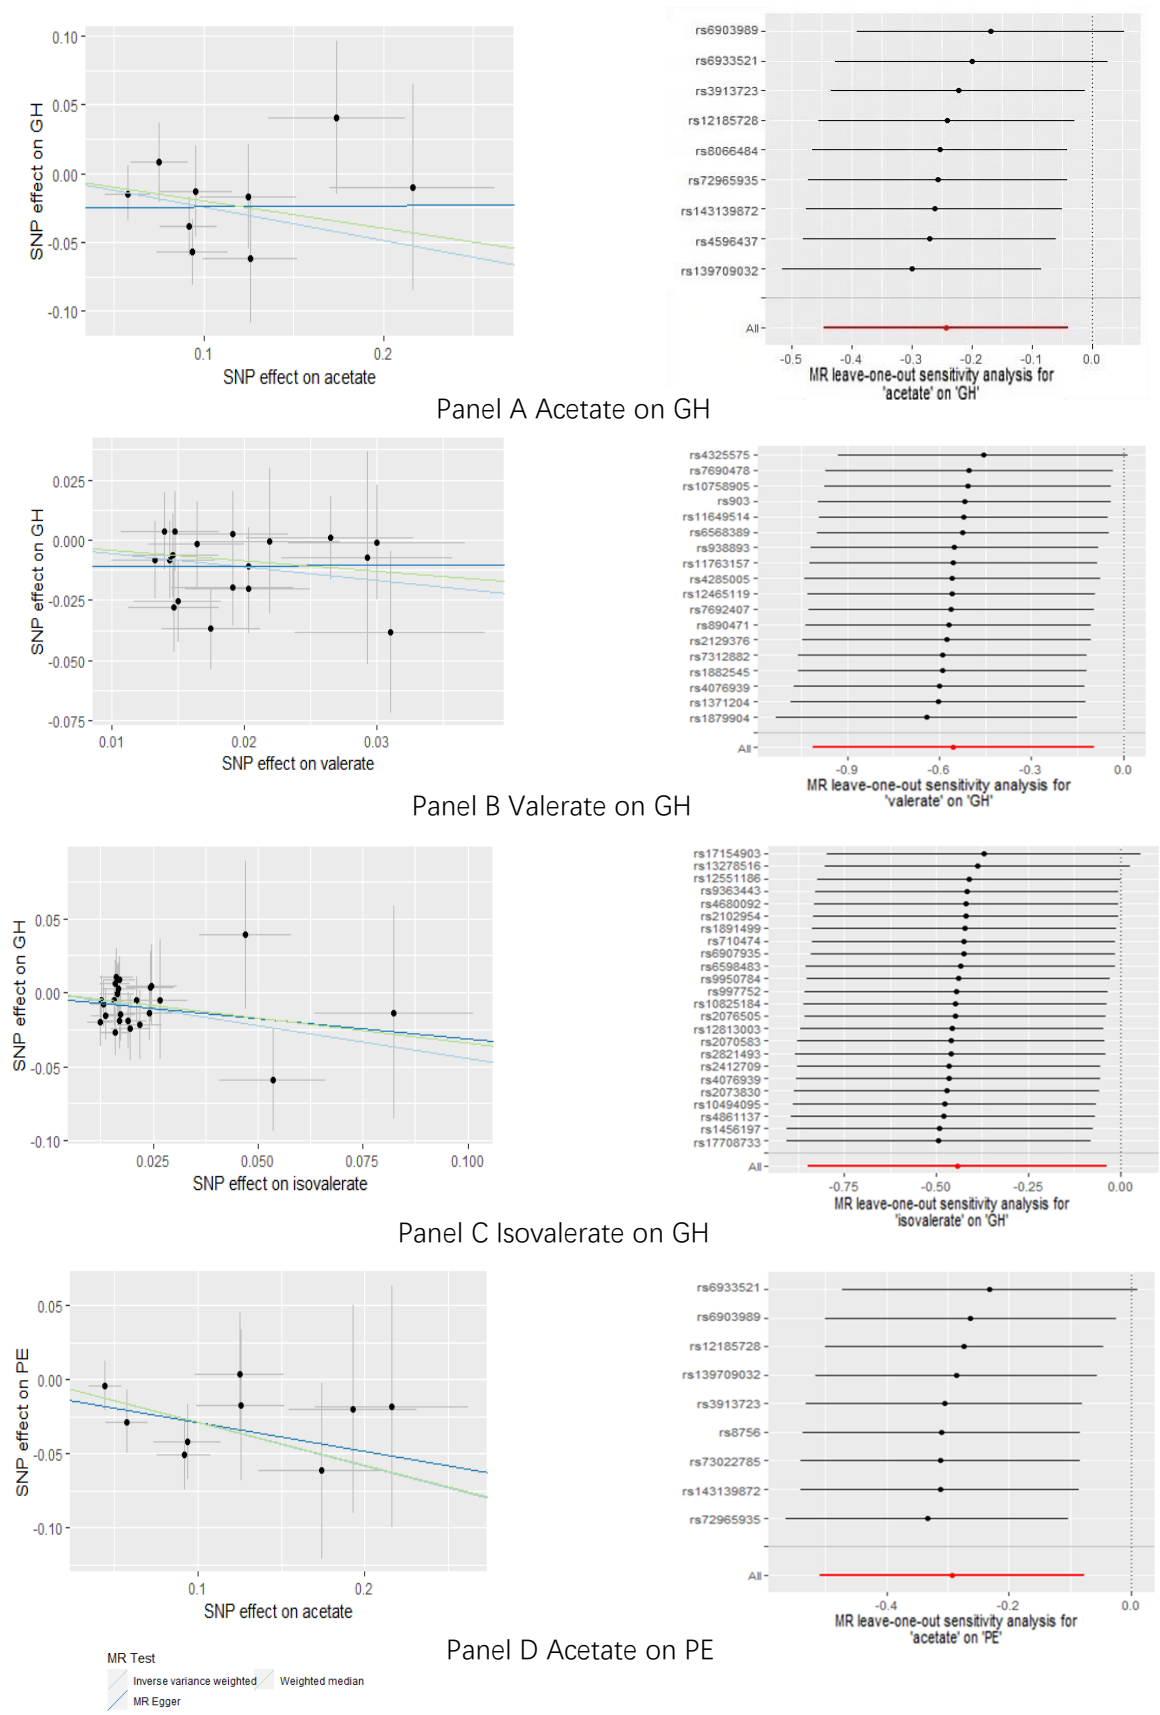 0.10
0.05
0.00
-0.05
-0.10
SNP effect on GH
0.1
0.2
SNP effect on acetate
rs6903989
rs6933521
rs3913723
rs12185728
rs8066484
rs72965935
rs143139872
rs4596437
rs139709032
All
-0.5
-0.4
-0.3
-0.2
-0.1
0.0
MR leave-one-out sensitivity analysis for
'acetate' on 'GH'
Panel A Acetate on GH
0.025
0.000
-0.025
-0.050
-0.075
SNP effect on GH
0.01
0.02
0.03
SNP effect on valerate
rs4325575
rs7690478
rs10758905
rs903
rs11649514
rs6568389
rs938893
rs11763157
rs4285005
rs12465119
rs7692407
rs890471
rs2129376
rs7312882
rs1882545
rs4076939
rs1371204
rs1879904
All
-0.9
-0.6
-0.3
0.0
MR leave-one-out sensitivity analysis for
'valerate' on 'GH'
Panel B Valerate on GH
0.05
0.00
-0.05
-0.10
SNP effect on GH
0.025
0.050
0.075
0.100
SNP effect on isovalerate
rs17154903
rs13278516
rs12551186
rs9363443
rs4680092
rs2102954
rs1891499
rs710474
rs6907935
rs6598483
rs9950784
rs997752
rs10825184
rs2076505
rs12813003
rs2070583
rs2821493
rs2412709
rs4076939
rs2073830
rs10494095
rs4861137
rs1456197
rs17708733
All
-0.75
-0.50
-0.25
0.00
MR leave-one-out sensitivity analysis for
'isovalerate' on 'GH'
Panel C Isovalerate on GH
0.05
0.00
-0.05
-0.10
SNP effect on PE
0.1
0.2
SNP effect on acetate
rs6933521
rs6903989
rs12185728
rs139709032
rs3913723
rs8756
rs73022785
rs143139872
rs72965935
All
-0.4
-0.2
0.0
MR leave-one-out sensitivity analysis for
'acetate' on 'PE'
Panel D Acetate on PE
MR Test
Inverse variance weighted
Weighted median
MR Egger